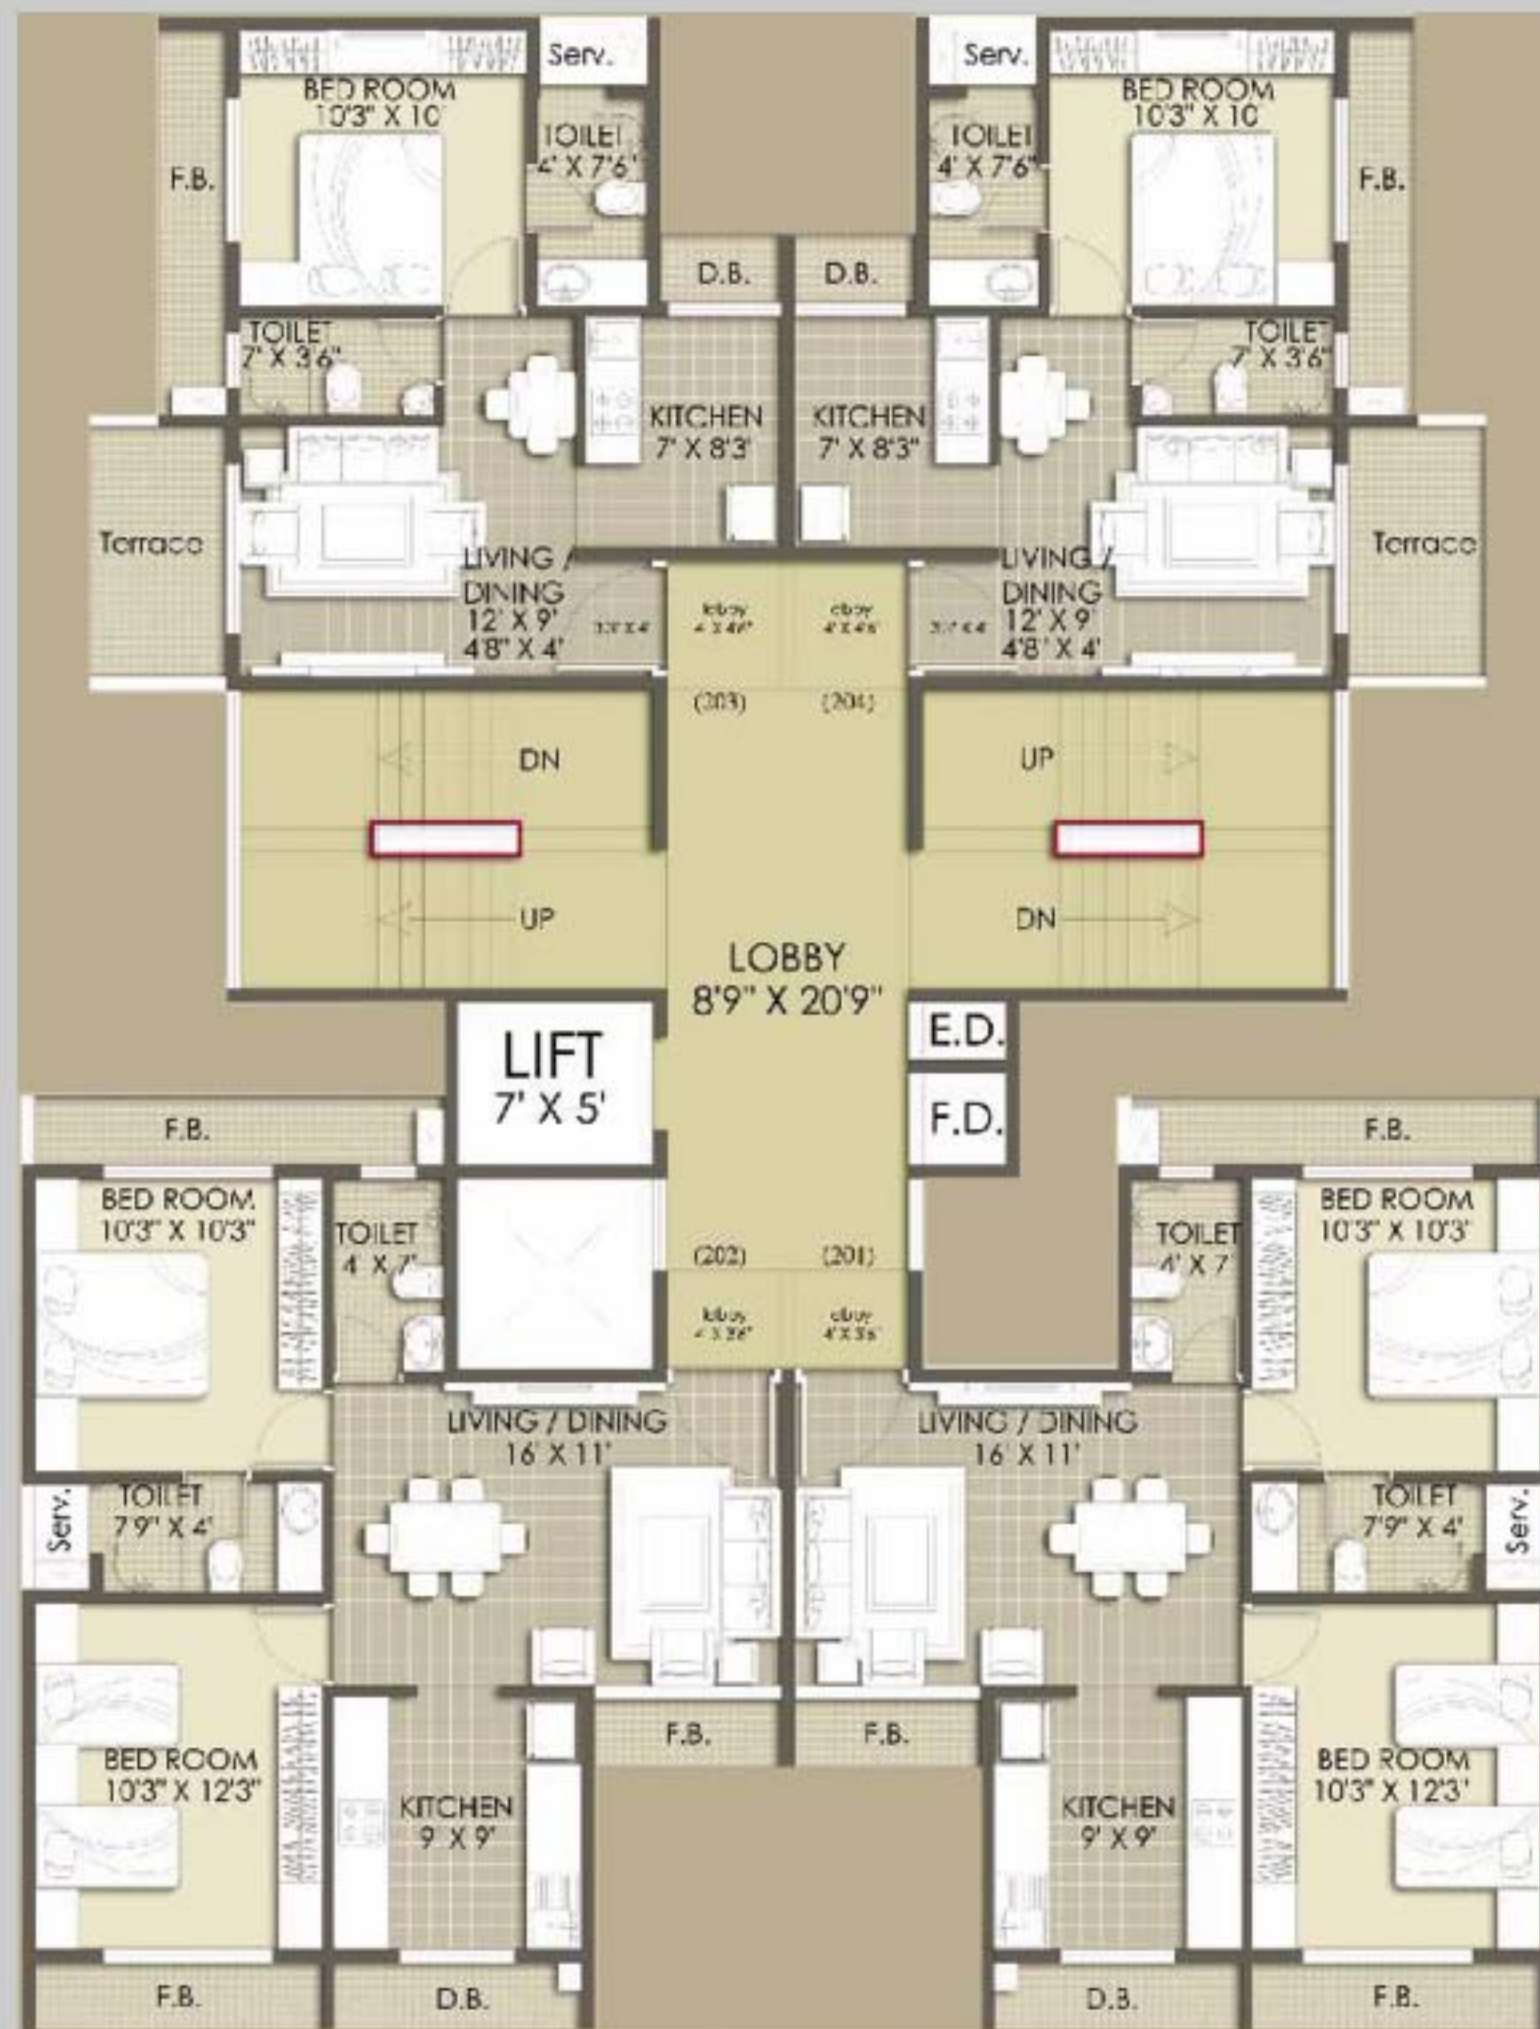 Serv.
Serv.
BED ROOM
10'3" X 10'
BED ROOM
10'3" X 10'
TOILET
4' X 7'6"
TOILET
4' X 7'6"
F.B.
F.B.
D.B.
D.B.
TOILET
7' X 3'6"
TOILET
7' X 3'6"
KITCHEN
7' X 8'3"
KITCHEN
7' X 8'3"
Terrace
Terrace
LIVING /
DINING
12' X 9'
4'8" X 4'
LIVING /
DINING
12' X 9'
4'8" X 4'
lobby
lobby
(203)
(204)
DN
UP
UP
DN
LOBBY
8'9" X 20'9"
LIFT
7' X 5'
E.D.
F.D.
F.B.
F.B.
BED ROOM
10'3" X 10'3"
TOILET
4' X 7'
TOILET
4' X 7'
BED ROOM
10'3" X 10'3"
(202)
(201)
lobby
lobby
LIVING / DINING
16' X 11'
LIVING / DINING
16' X 11'
Serv.
TOILET
7'9" X 4'
TOILET
7'9" X 4'
Serv.
F.B.
F.B.
BED ROOM
10'3" X 12'3"
BED ROOM
10'3" X 12'3"
KITCHEN
9' X 9'
KITCHEN
9' X 9'
F.B.
D.B.
D.B.
F.B.